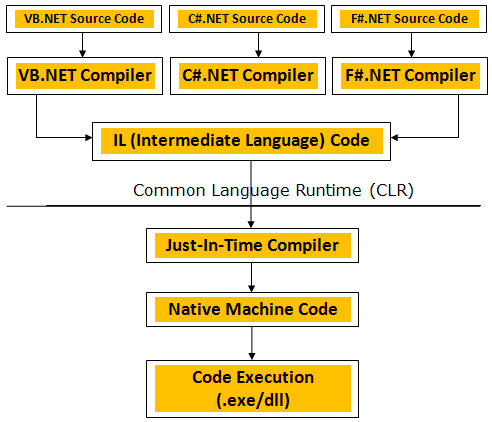 VB.NET Source Code
C#.NET Source Code
F#.NET Source Code
VB.NET Compiler
C#.NET Compiler
F#.NET Compiler
IL (Intermediate Language) Code
Common Language Runtime (CLR)
Just-In-Time Compiler
Native Machine Code
Code Execution
(.exe/dll)